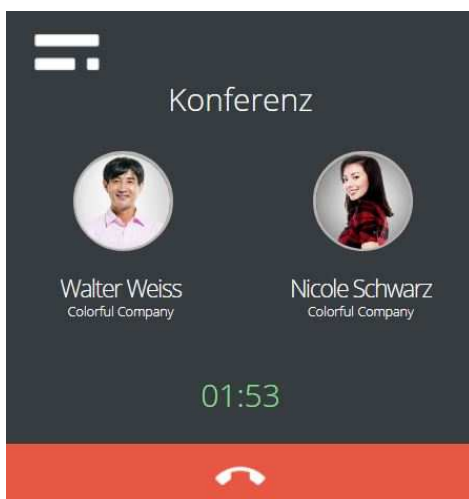 Konferenz
Walter Weiss
Colorful Company
Nicole Schwarz
Colorful Company
01:53